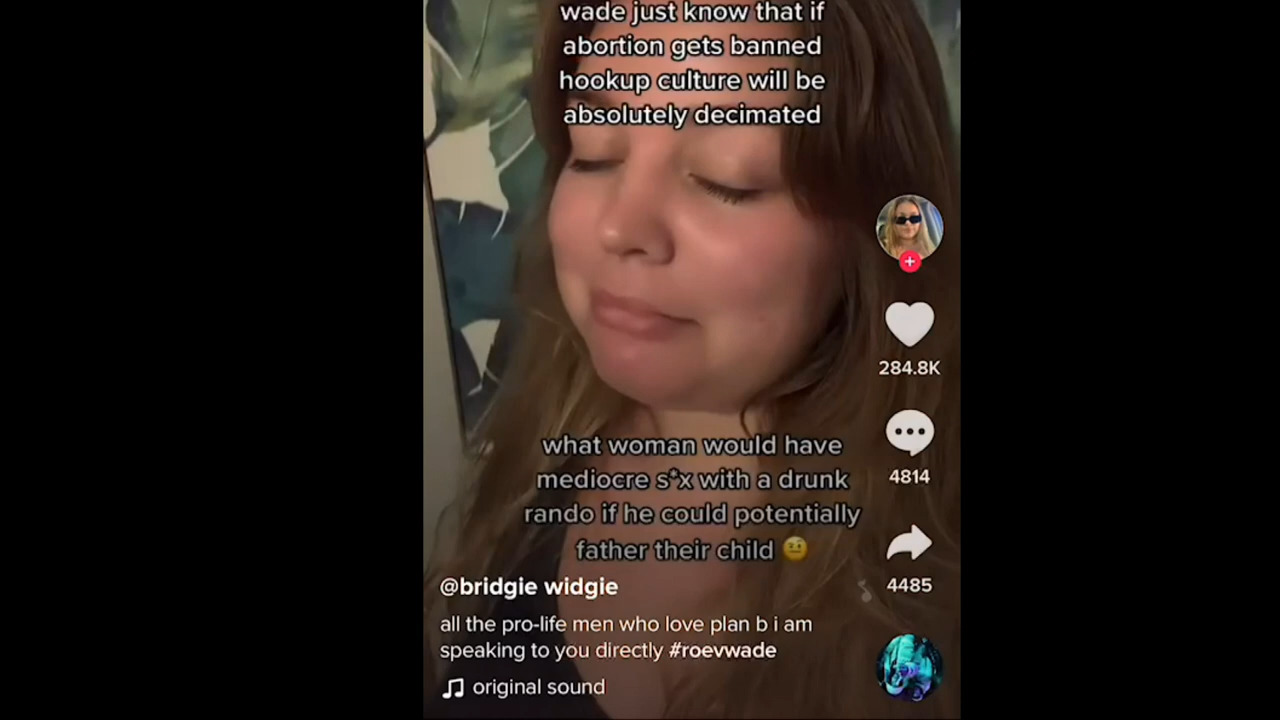 wade just know that if
abortion gets banned
hookup culture will be
absolutely decimated
284.8K
what woman would have
mediocre s*x with a drunk
rando if he could potentially
father their child 🤨
4814
4485
@bridgie widgie
all the pro-life men who love plan b i am
speaking to you directly #roevwade
original sound